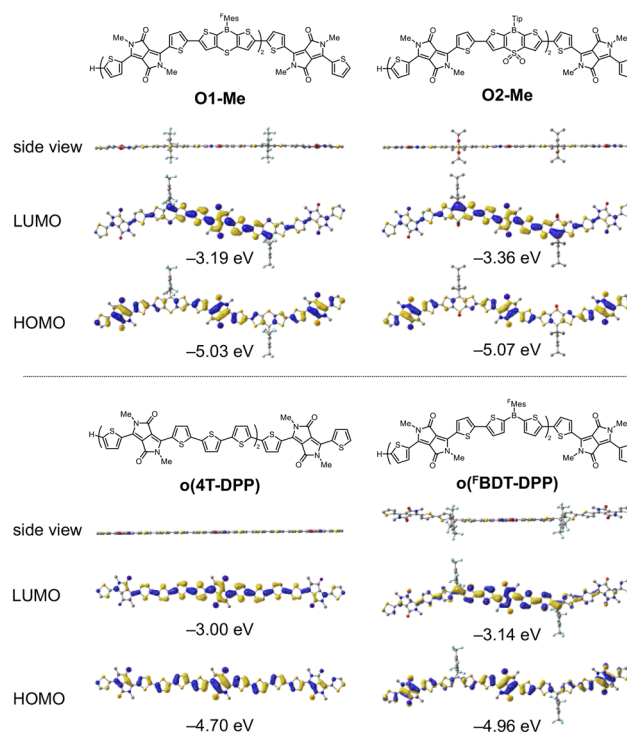 FMes
B
S
S
S
S
S
2
Me
N
O
O
N
Me
Me
N
O
O
N
Me
S
H
S
O1-Me
Tip
B
S
S
S
O
O
S
S
2
Me
N
O
O
N
Me
Me
N
O
O
N
Me
S
H
O2-Me
side view
LUMO
–3.19 eV
–3.36 eV
HOMO
–5.03 eV
–5.07 eV
Me
N
O
S
S
S
2
Me
N
O
S
H
S
O
N
Me
O
N
Me
o(4T-DPP)
FMes
B
Me
N
O
S
S
S
S
2
Me
N
O
H
S
O
N
Me
O
N
Me
o(FBDT-DPP)
side view
LUMO
–3.00 eV
–3.14 eV
HOMO
–4.70 eV
–4.96 eV